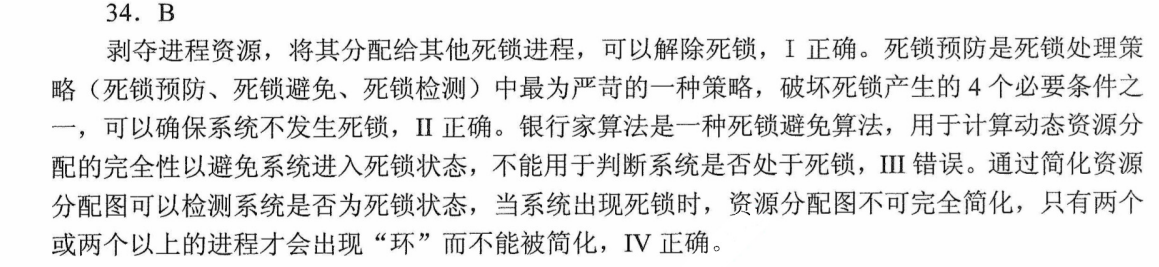 34. B
剥夺进程资源，将其分配给其他死锁进程，可以解除死锁，I 正确。死锁预防是死锁处理策
略（死锁预防、死锁避免、死锁检测）中最为严苛的一种策略，破坏死锁产生的 4 个必要条件之
一，可以确保系统不发生死锁，II 正确。银行家算法是一种死锁避免算法，用于计算动态资源分
配的完全性以避免系统进入死锁状态，不能用于判断系统是否处于死锁，III 错误。通过简化资源
分配图可以检测系统是否为死锁状态，当系统出现死锁时，资源分配图不可完全简化，只有两个
或两个以上的进程才会出现“环”而不能被简化，IV 正确。